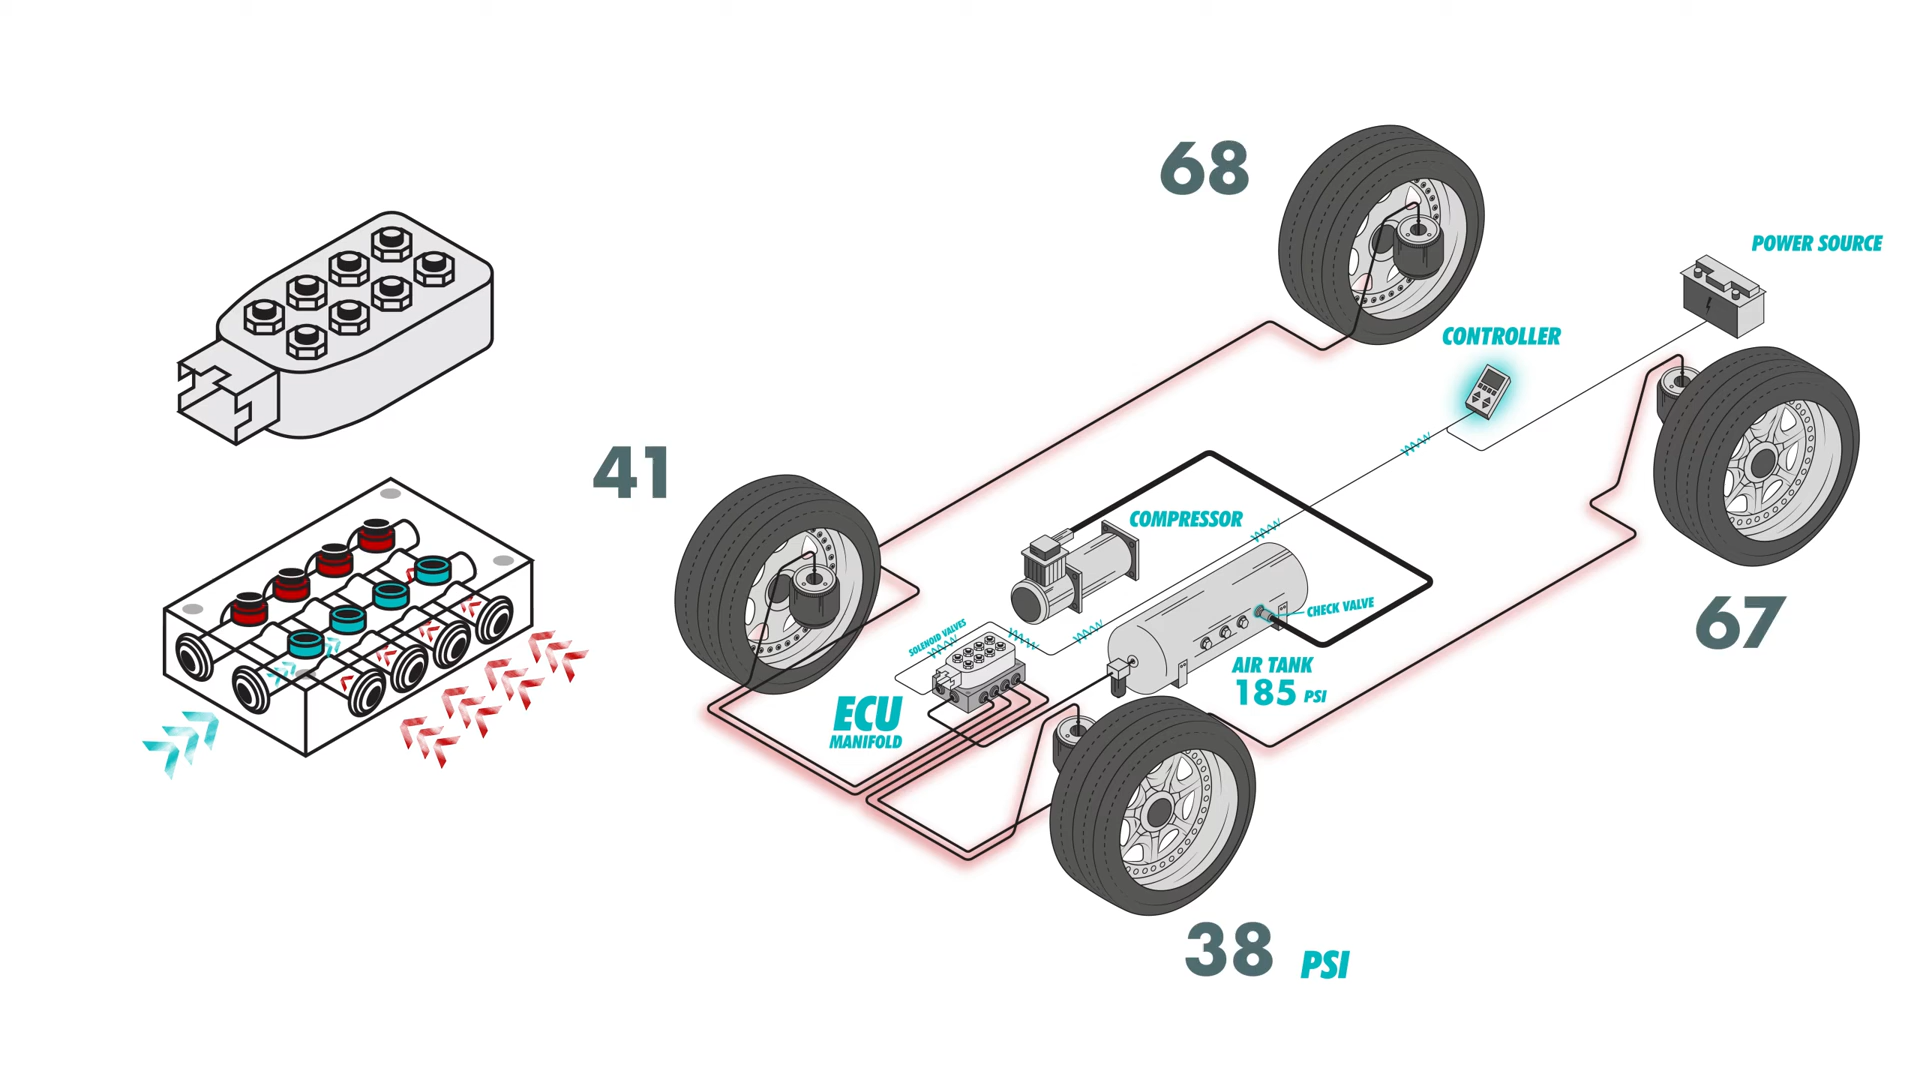 68
POWER SOURCE
CONTROLLER
41
COMPRESSOR
CHECK VALVE
SOLENOID VALVES
AIR TANK
185 PSI
ECU
MANIFOLD
67
38 PSI